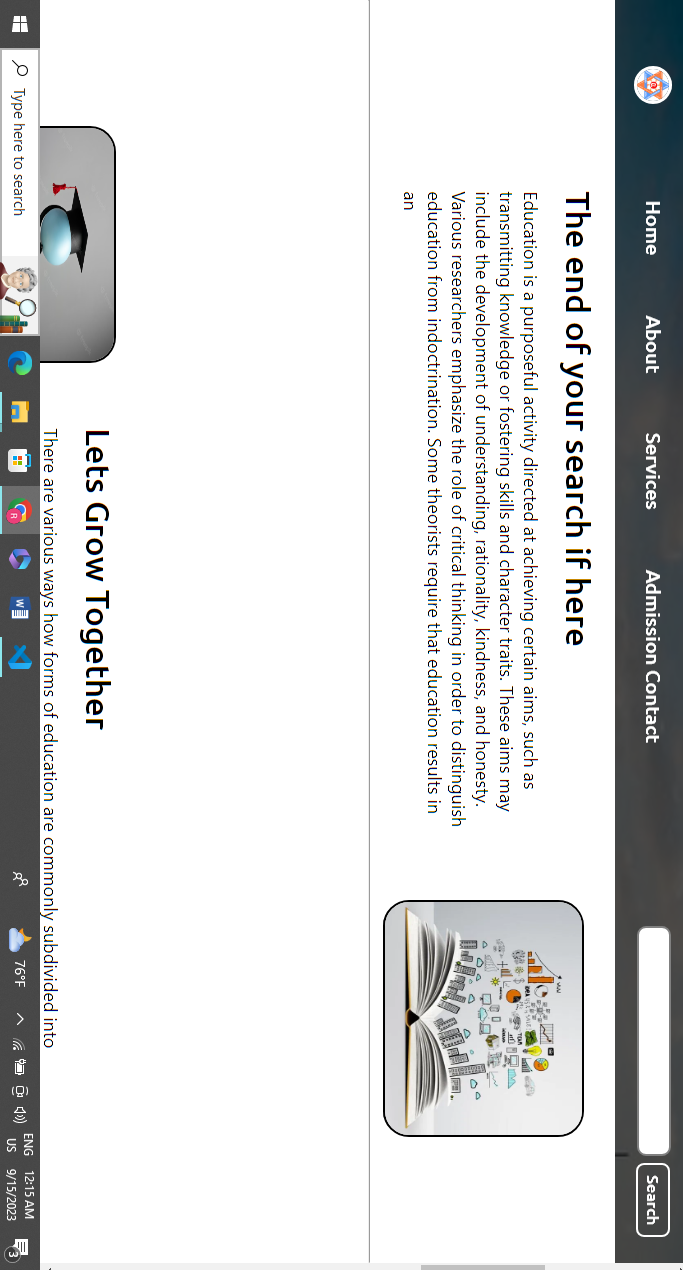 Home About Services Admission Contact
Search
The end of your search if here
Education is a purposeful activity directed at achieving certain aims, such as
transmitting knowledge or fostering skills and character traits. These aims may
include the development of understanding, rationality, kindness, and honesty.
Various researchers emphasize the role of critical thinking in order to distinguish
education from indoctrination. Some theorists require that education results in
an
Lets Grow Together
There are various ways how forms of education are commonly subdivided into
Type here to search
76°F
ENG
US
12:15 AM
9/15/2023
3